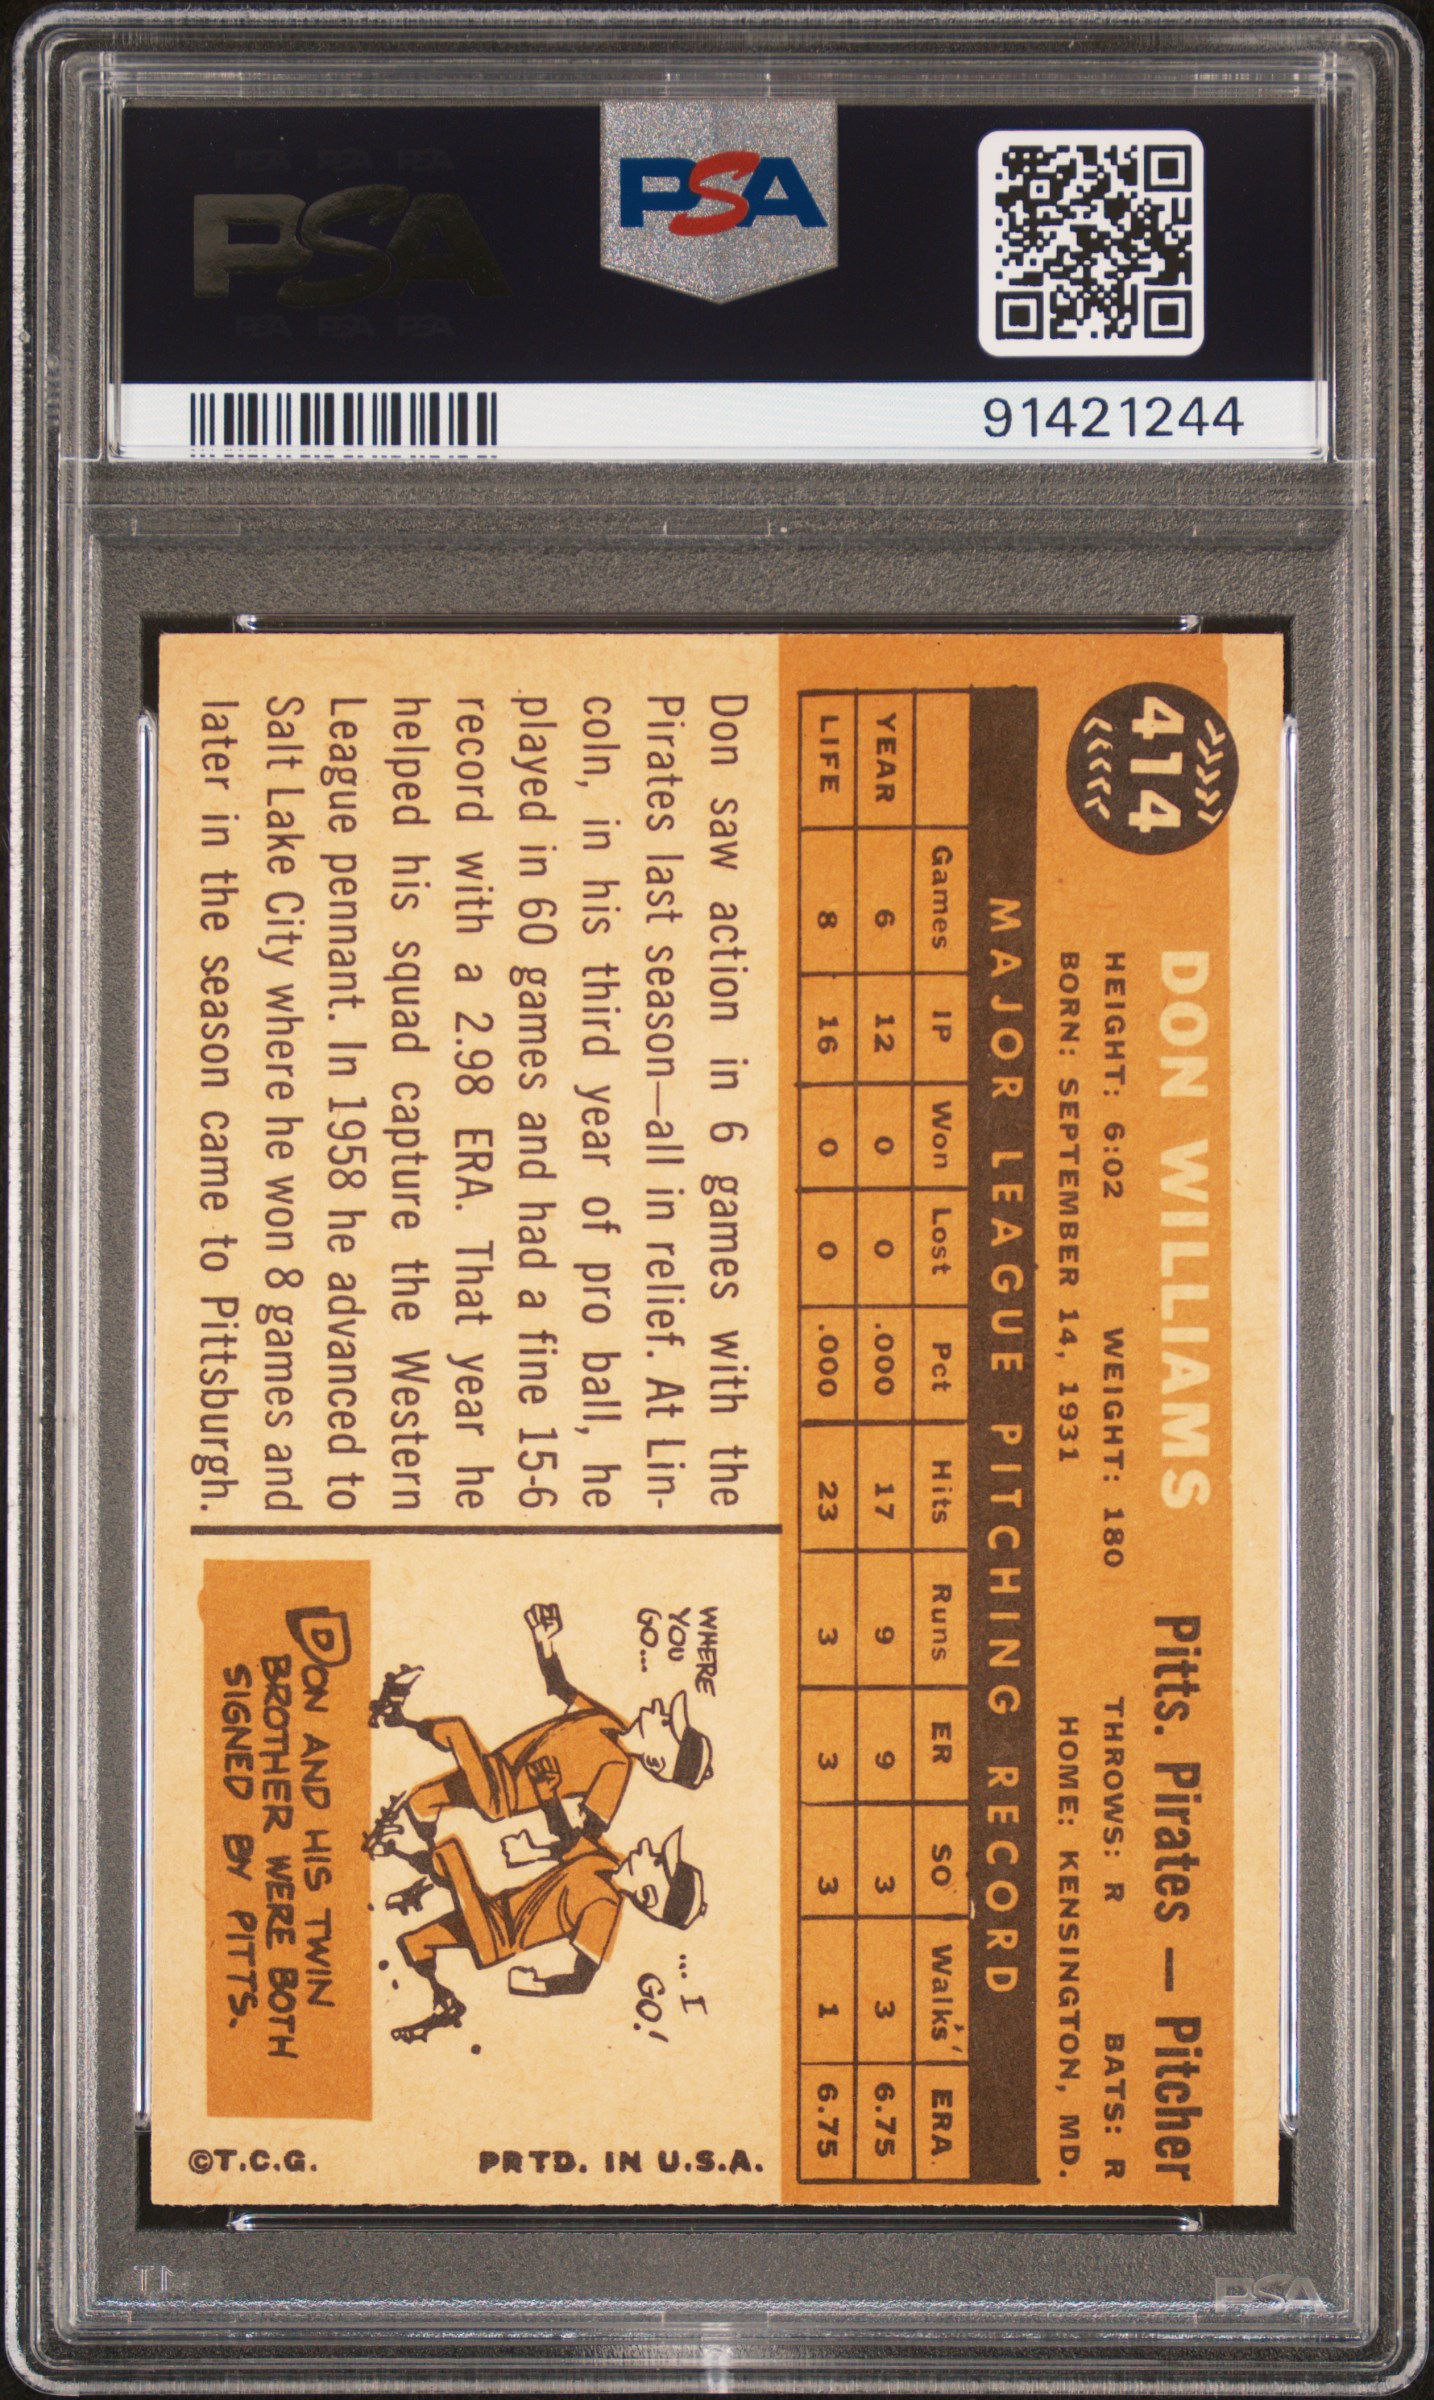 PSA PSA PSA
PSA
PSA PSA PSA
PSA
91421244
414
DON WILLIAMS
Pitts. Pirates — Pitcher
HEIGHT: 6:02 WEIGHT: 180 THROWS: R BATS: R
BORN: SEPTEMBER 14, 1931 HOME: KENSINGTON, MD.
MAJOR LEAGUE PITCHING RECORD
Games IP Won Lost Pct Hits Runs ER SO Walks ERA
YEAR 6 12 0 0 .000 17 9 9 3 3 6.75
LIFE 8 16 0 0 .000 23 3 3 3 1 6.75
Don saw action in 6 games with the
Pirates last season—all in relief. At Lin-
coln, in his third year of pro ball, he
played in 60 games and had a fine 15-6
record with a 2.98 ERA. That year he
helped his squad capture the Western
League pennant. In 1958 he advanced to
Salt Lake City where he won 8 games and
later in the season came to Pittsburgh.
WHERE
YOU
GO...
... I
GO!
DON AND HIS TWIN
BROTHER WERE BOTH
SIGNED BY PITTS.
©T.C.G. PRTD. IN U.S.A.
PSA